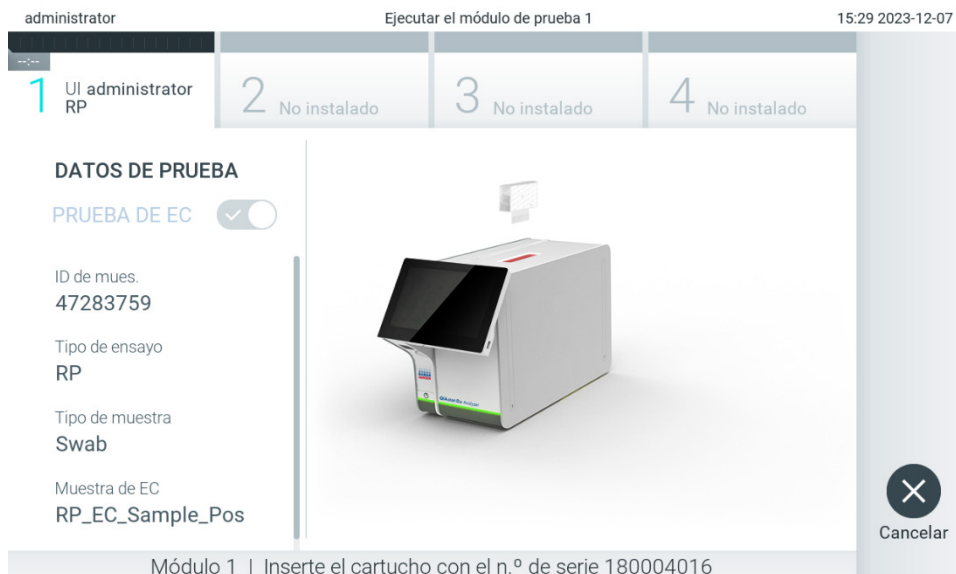 administrator
Ejecutar el módulo de prueba 1
15:29 2023-12-07
--:--
1 UI administrator
RP
2 No instalado
3 No instalado
4 No instalado
DATOS DE PRUEBA
PRUEBA DE EC
ID de mues.
47283759
Tipo de ensayo
RP
Tipo de muestra
Swab
Muestra de EC
RP_EC_Sample_Pos
Cancelar
Módulo 1 | Inserte el cartucho con el n.º de serie 180004016